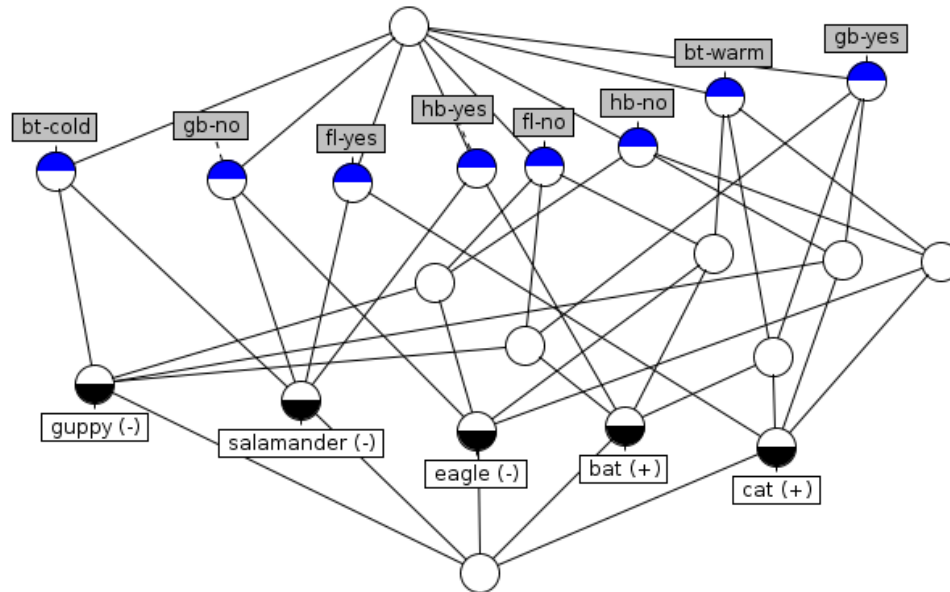 gb-yes
bt-warm
hb-yes
fl-no
hb-no
bt-cold
gb-no
fl-yes
guppy (-)
salamander (-)
eagle (-)
bat (+)
cat (+)